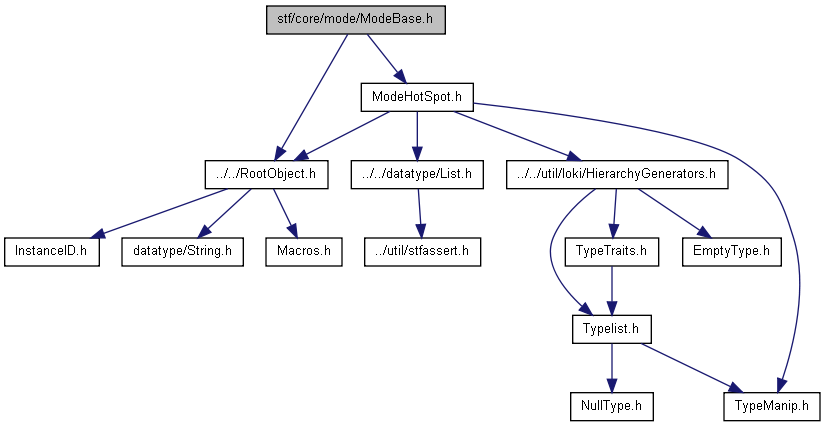 stf/core/mode/ModeBase.h
ModeHotSpot.h
../../RootObject.h
../../datatype/List.h
../../util/loki/HierarchyGenerators.h
InstanceID.h
datatype/String.h
Macros.h
../util/stfassert.h
TypeTraits.h
EmptyType.h
Typelist.h
NullType.h
TypeManip.h